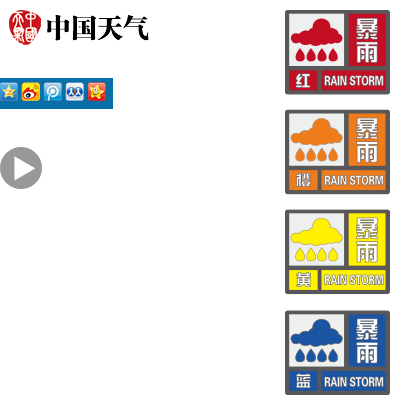 中国天气
暴雨
红 RAIN STORM
暴雨
橙 RAIN STORM
暴雨
黄 RAIN STORM
暴雨
蓝 RAIN STORM